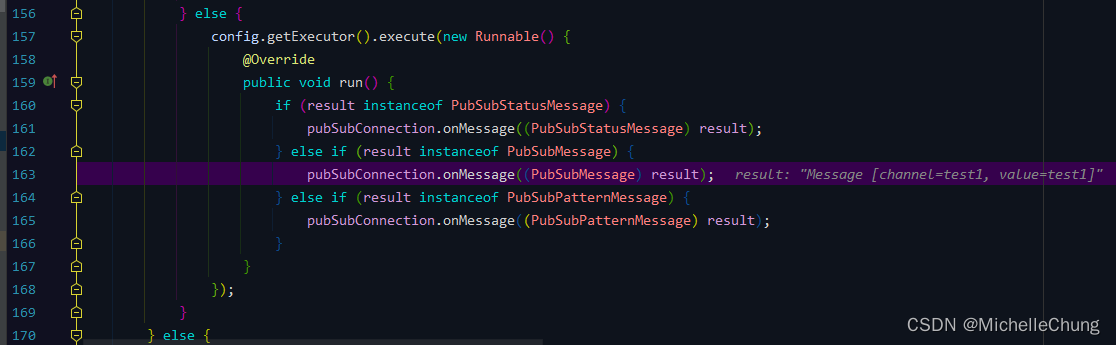 156 } else {
157 config.getExecutor().execute(new Runnable() {
158 @Override
159 public void run() {
160 if (result instanceof PubSubStatusMessage) {
161 pubSubConnection.onMessage((PubSubStatusMessage) result);
162 } else if (result instanceof PubSubMessage) {
163 pubSubConnection.onMessage((PubSubMessage) result); result: "Message [channel=test1, value=test1]"
164 } else if (result instanceof PubSubPatternMessage) {
165 pubSubConnection.onMessage((PubSubPatternMessage) result);
166 }
167 }
168 });
169 }
170 } else {
CSDN @MichelleChung